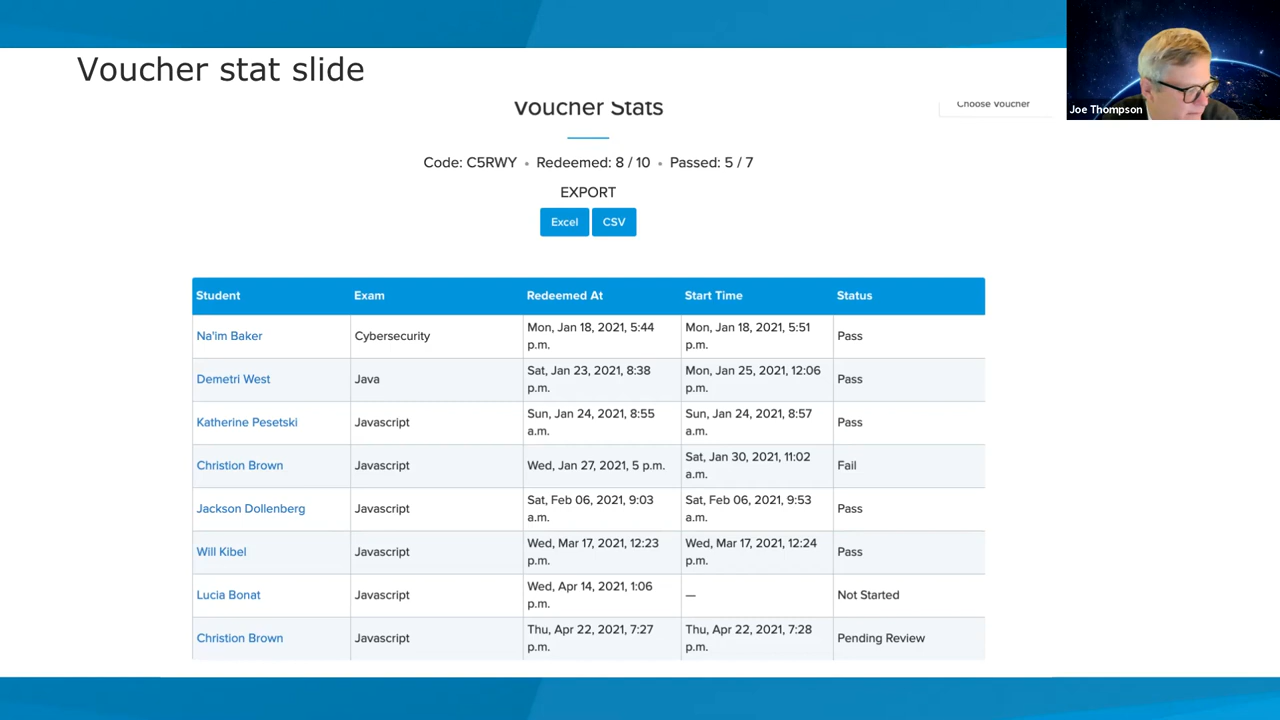 Voucher stat slide
Joe Thompson
Voucher Stats
Choose Voucher
Code: C5RWY • Redeemed: 8 / 10 • Passed: 5 / 7
EXPORT
Excel CSV
Student Exam Redeemed At Start Time Status
Na'im Baker Cybersecurity Mon, Jan 18, 2021, 5:44 p.m. Mon, Jan 18, 2021, 5:51 p.m. Pass
Demetri West Java Sat, Jan 23, 2021, 8:38 p.m. Mon, Jan 25, 2021, 12:06 p.m. Pass
Katherine Pesetski Javascript Sun, Jan 24, 2021, 8:55 a.m. Sun, Jan 24, 2021, 8:57 a.m. Pass
Christion Brown Javascript Wed, Jan 27, 2021, 5 p.m. Sat, Jan 30, 2021, 11:02 a.m. Fail
Jackson Dollenberg Javascript Sat, Feb 06, 2021, 9:03 a.m. Sat, Feb 06, 2021, 9:53 a.m. Pass
Will Kibel Javascript Wed, Mar 17, 2021, 12:23 p.m. Wed, Mar 17, 2021, 12:24 p.m. Pass
Lucia Bonat Javascript Wed, Apr 14, 2021, 1:06 p.m. — Not Started
Christion Brown Javascript Thu, Apr 22, 2021, 7:27 p.m. Thu, Apr 22, 2021, 7:28 p.m. Pending Review